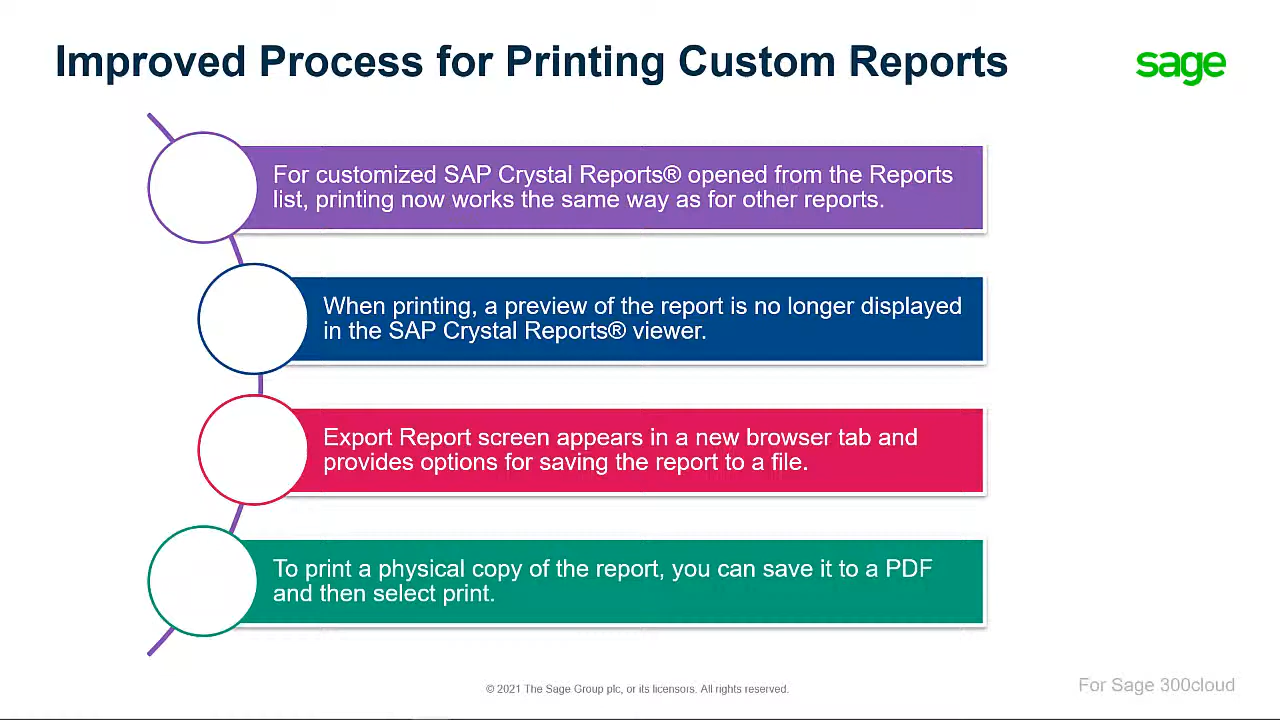 Improved Process for Printing Custom Reports
sage
For customized SAP Crystal Reports® opened from the Reports
list, printing now works the same way as for other reports.
When printing, a preview of the report is no longer displayed
in the SAP Crystal Reports® viewer.
Export Report screen appears in a new browser tab and
provides options for saving the report to a file.
To print a physical copy of the report, you can save it to a PDF
and then select print.
© 2021 The Sage Group plc, or its licensors. All rights reserved.
For Sage 300cloud